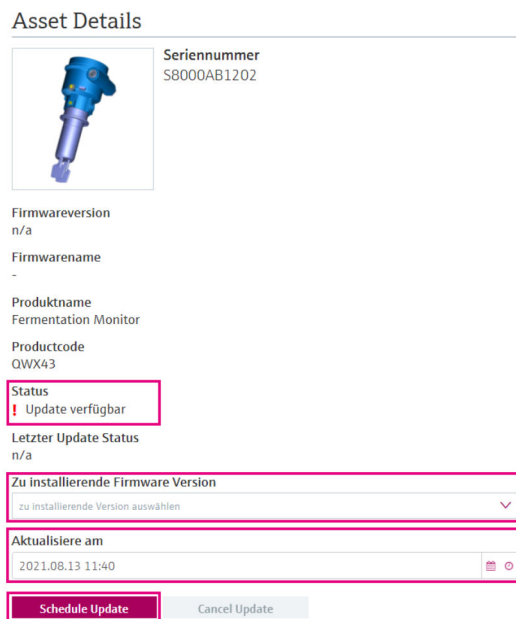 Asset Details
Seriennummer
S8000AB1202
Firmwareversion
n/a
Firmwarename
-
Produktname
Fermentation Monitor
Productcode
QWX43
Status
! Update verfügbar
Letzter Update Status
n/a
Zu installierende Firmware Version
zu installierende Version auswählen
Aktualisiere am
2021.08.13 11:40
Schedule Update Cancel Update